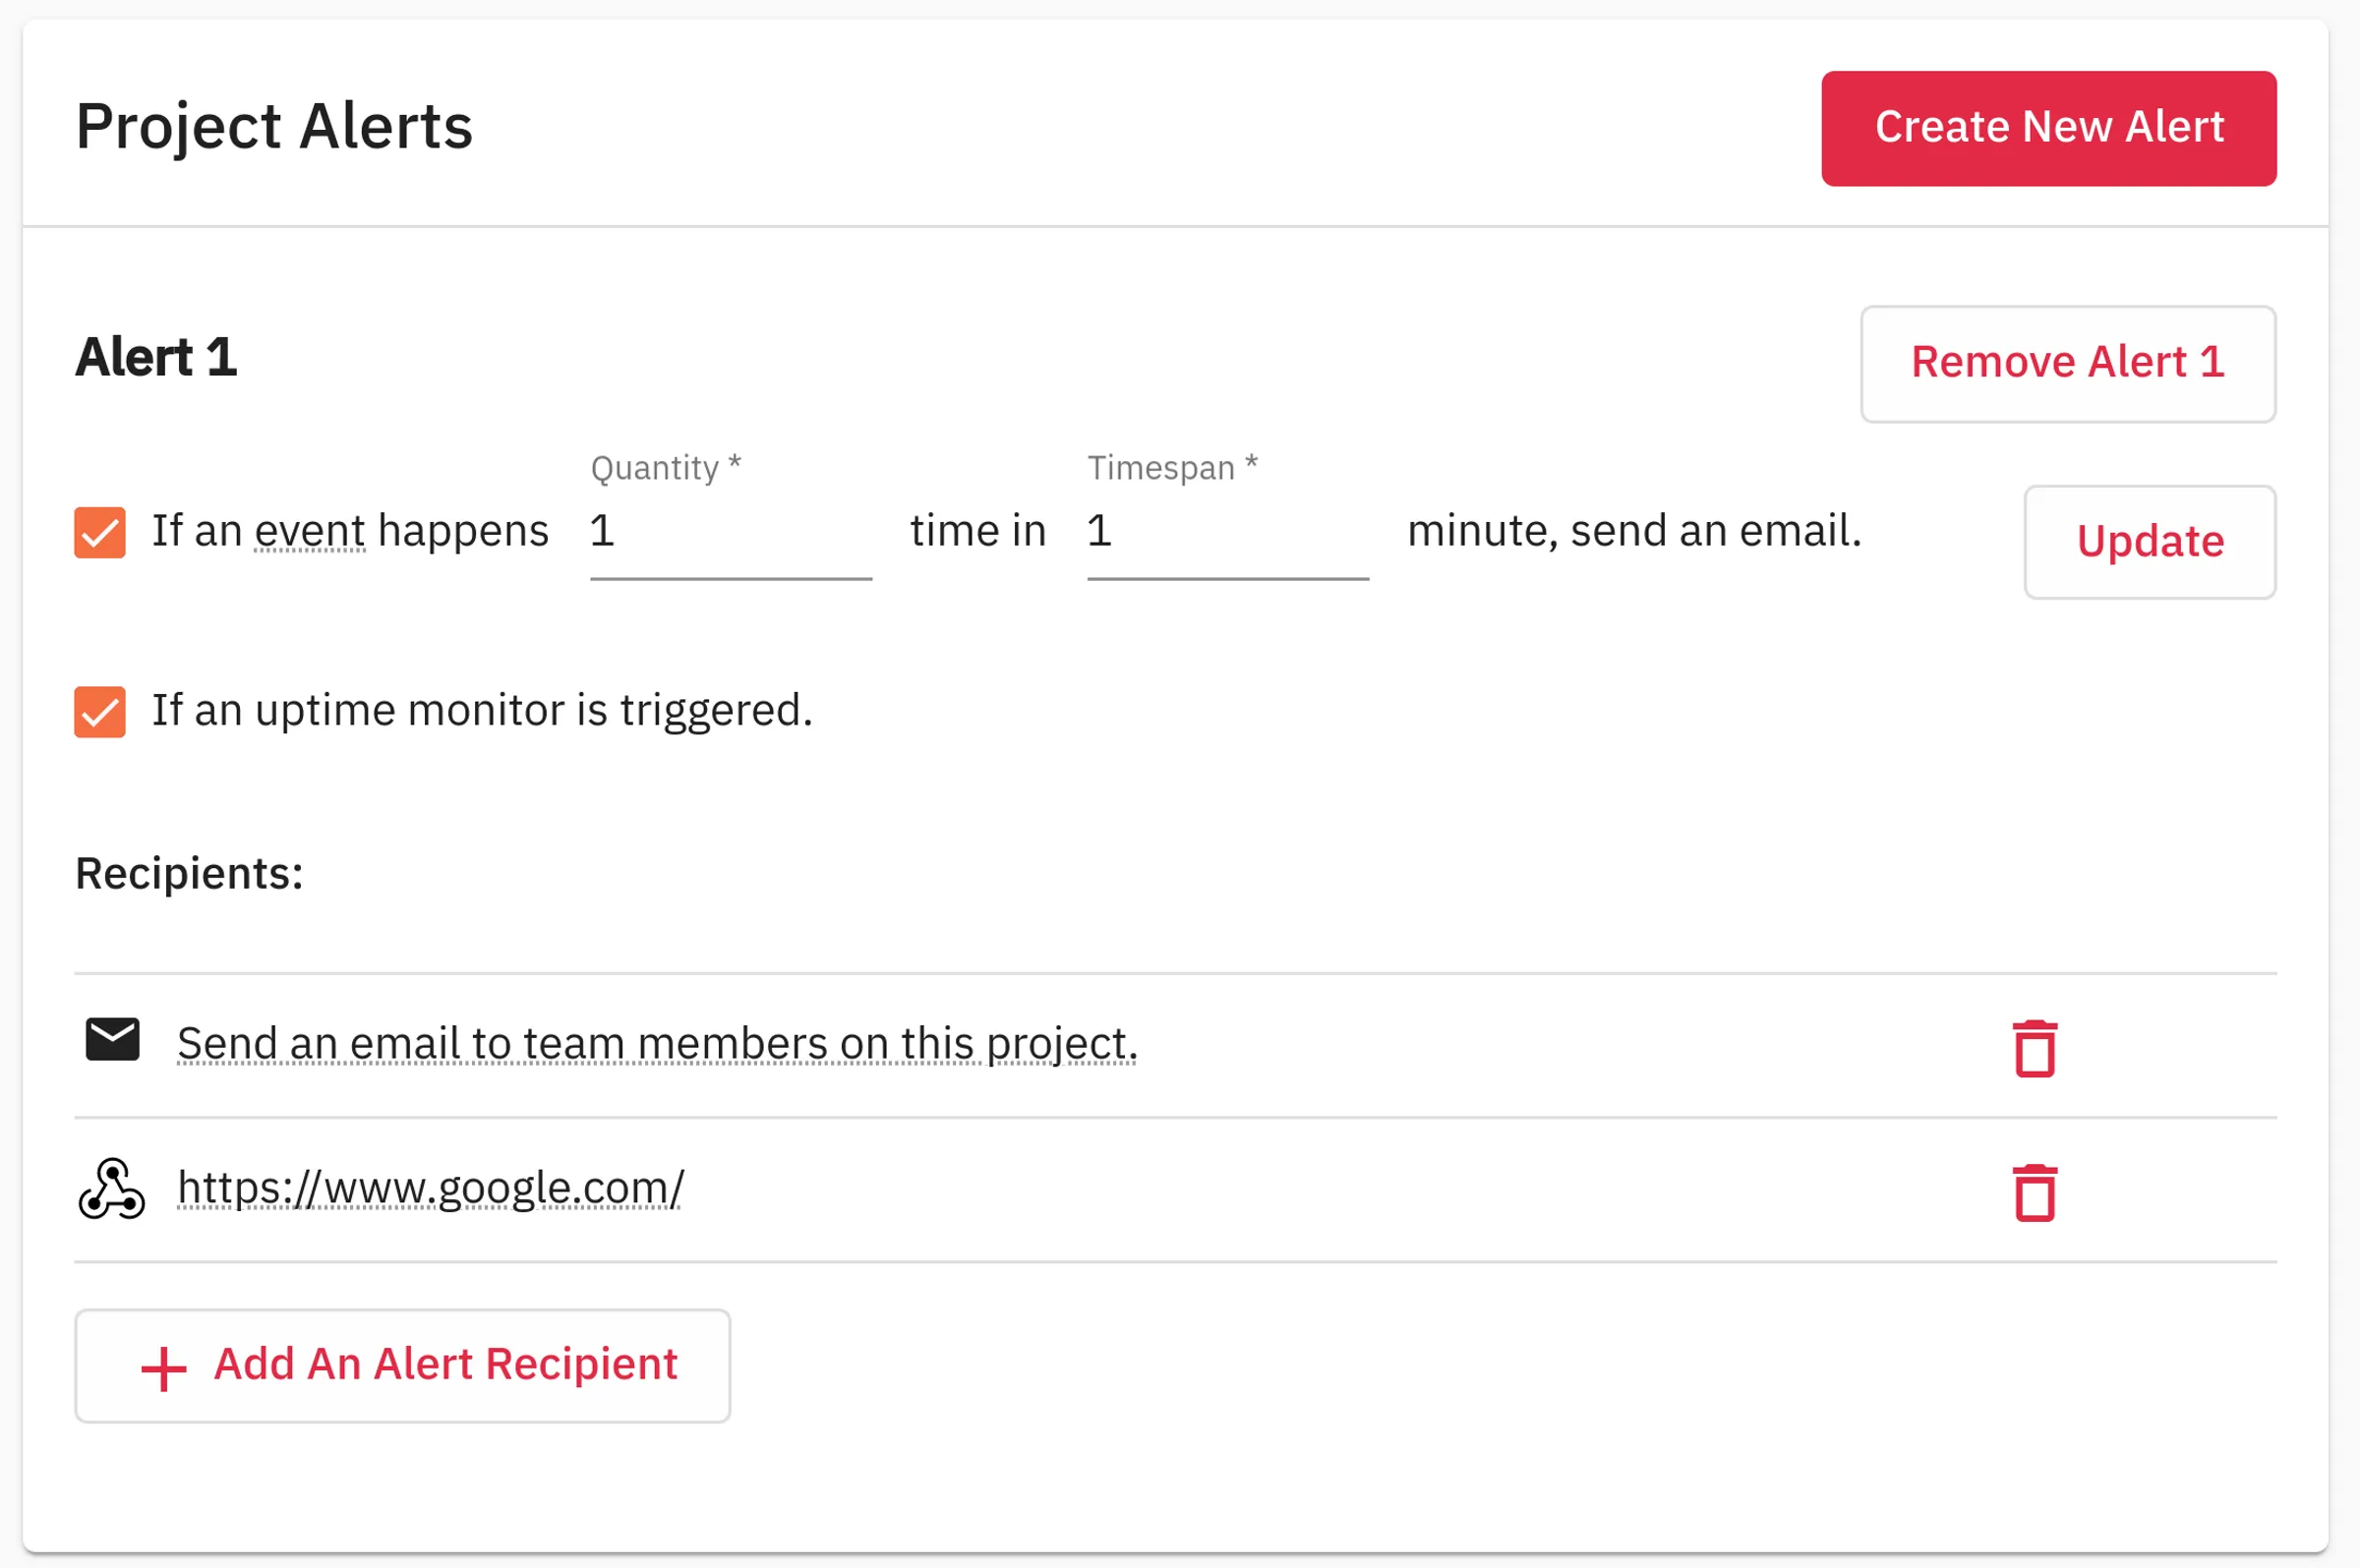 Project Alerts
Create New Alert
Alert 1
Remove Alert 1
Quantity *
Timespan *
If an event happens 1 time in 1 minute, send an email.
Update
If an uptime monitor is triggered.
Recipients:
Send an email to team members on this project.
https://www.google.com/
Add An Alert Recipient